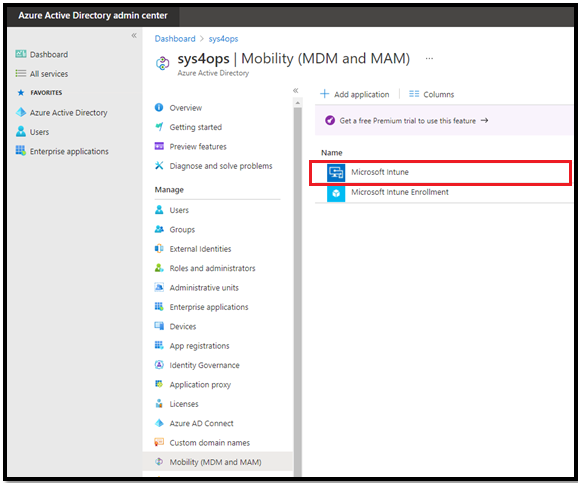 Azure Active Directory admin center
«
Dashboard
All services
FAVORITES
Azure Active Directory
Users
Enterprise applications
Dashboard > sys4ops
sys4ops | Mobility (MDM and MAM) ...
Azure Active Directory
«
Overview
Getting started
Preview features
Diagnose and solve problems
Manage
Users
Groups
External Identities
Roles and administrators
Administrative units
Enterprise applications
Devices
App registrations
Identity Governance
Application proxy
Licenses
Azure AD Connect
Custom domain names
Mobility (MDM and MAM)
+ Add application
Columns
Get a free Premium trial to use this feature →
Name
Microsoft Intune
Microsoft Intune Enrollment